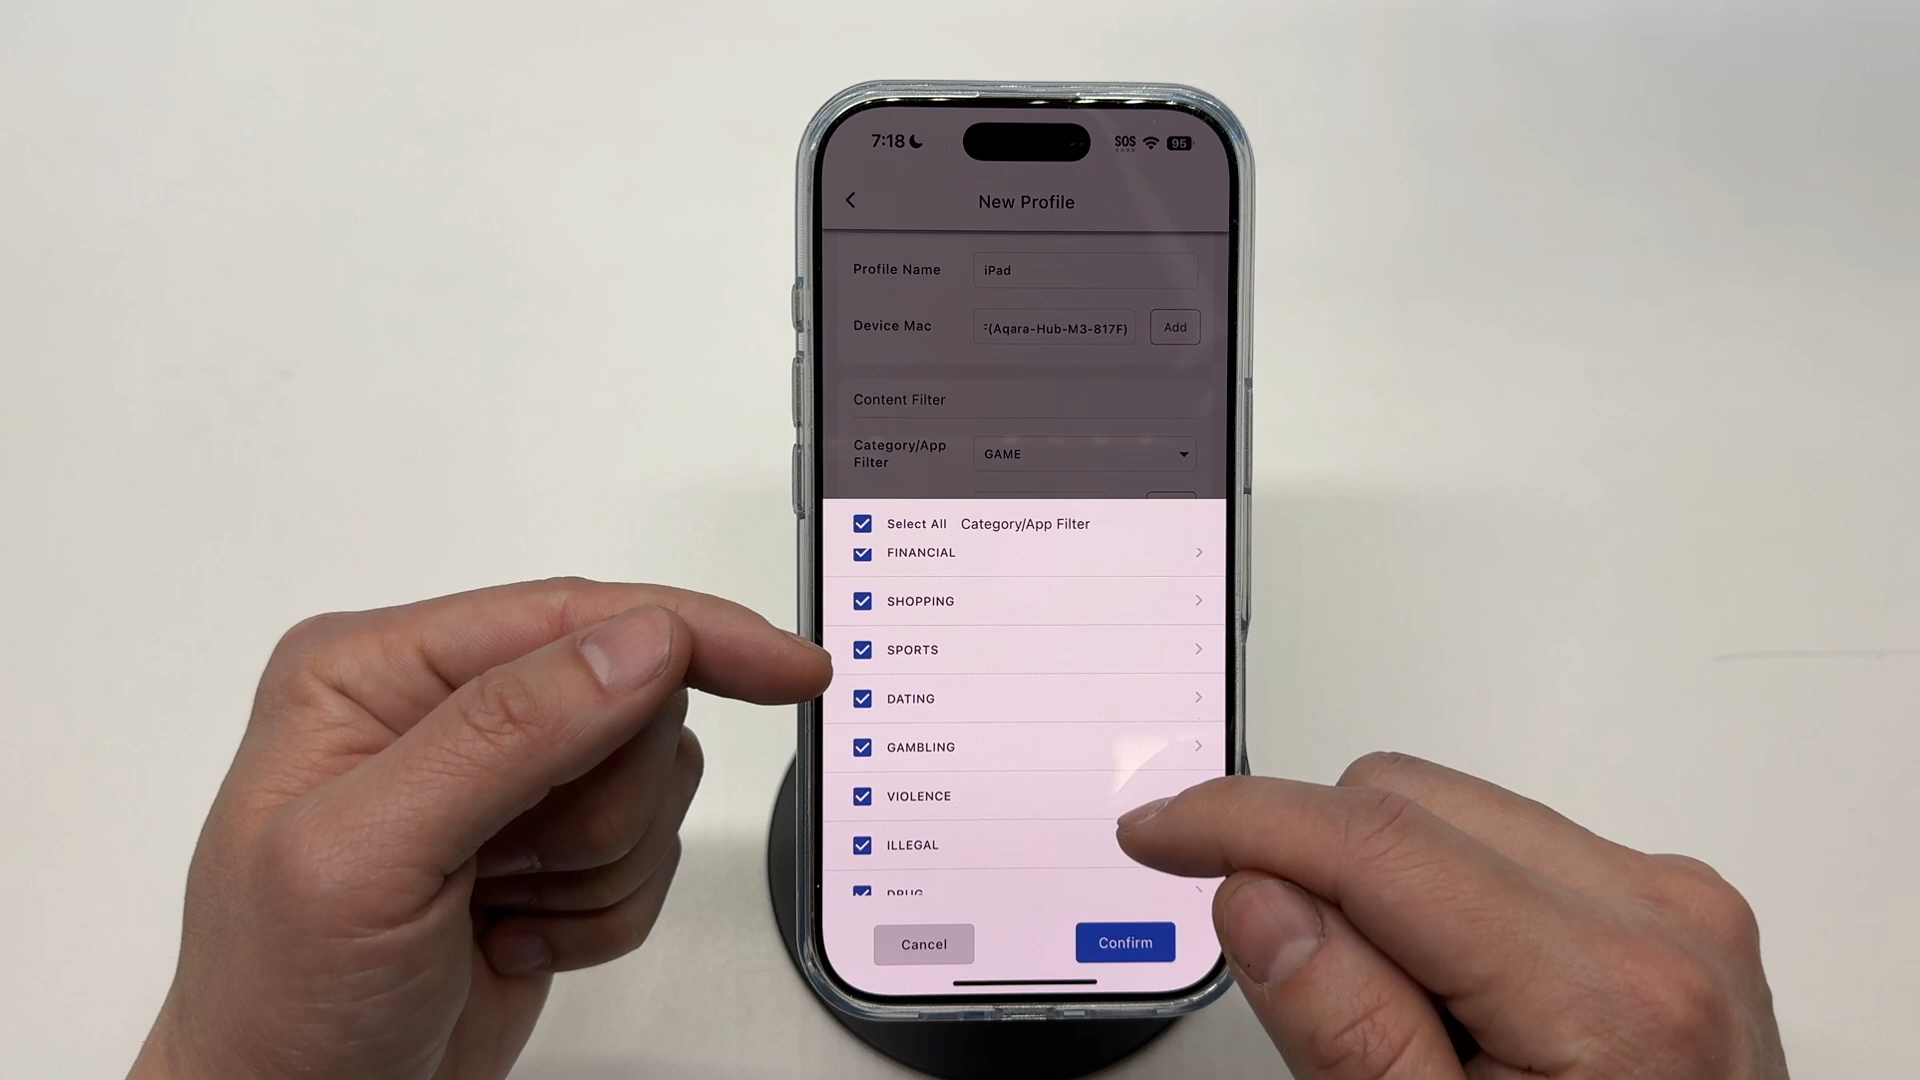 7:18
SOS
95
New Profile
Profile Name
iPad
Device Mac
(Aqara-Hub-M3-817F)
Add
Content Filter
Category/App
Filter
GAME
Select All
Category/App Filter
FINANCIAL
SHOPPING
SPORTS
DATING
GAMBLING
VIOLENCE
ILLEGAL
DRUG
Cancel
Confirm